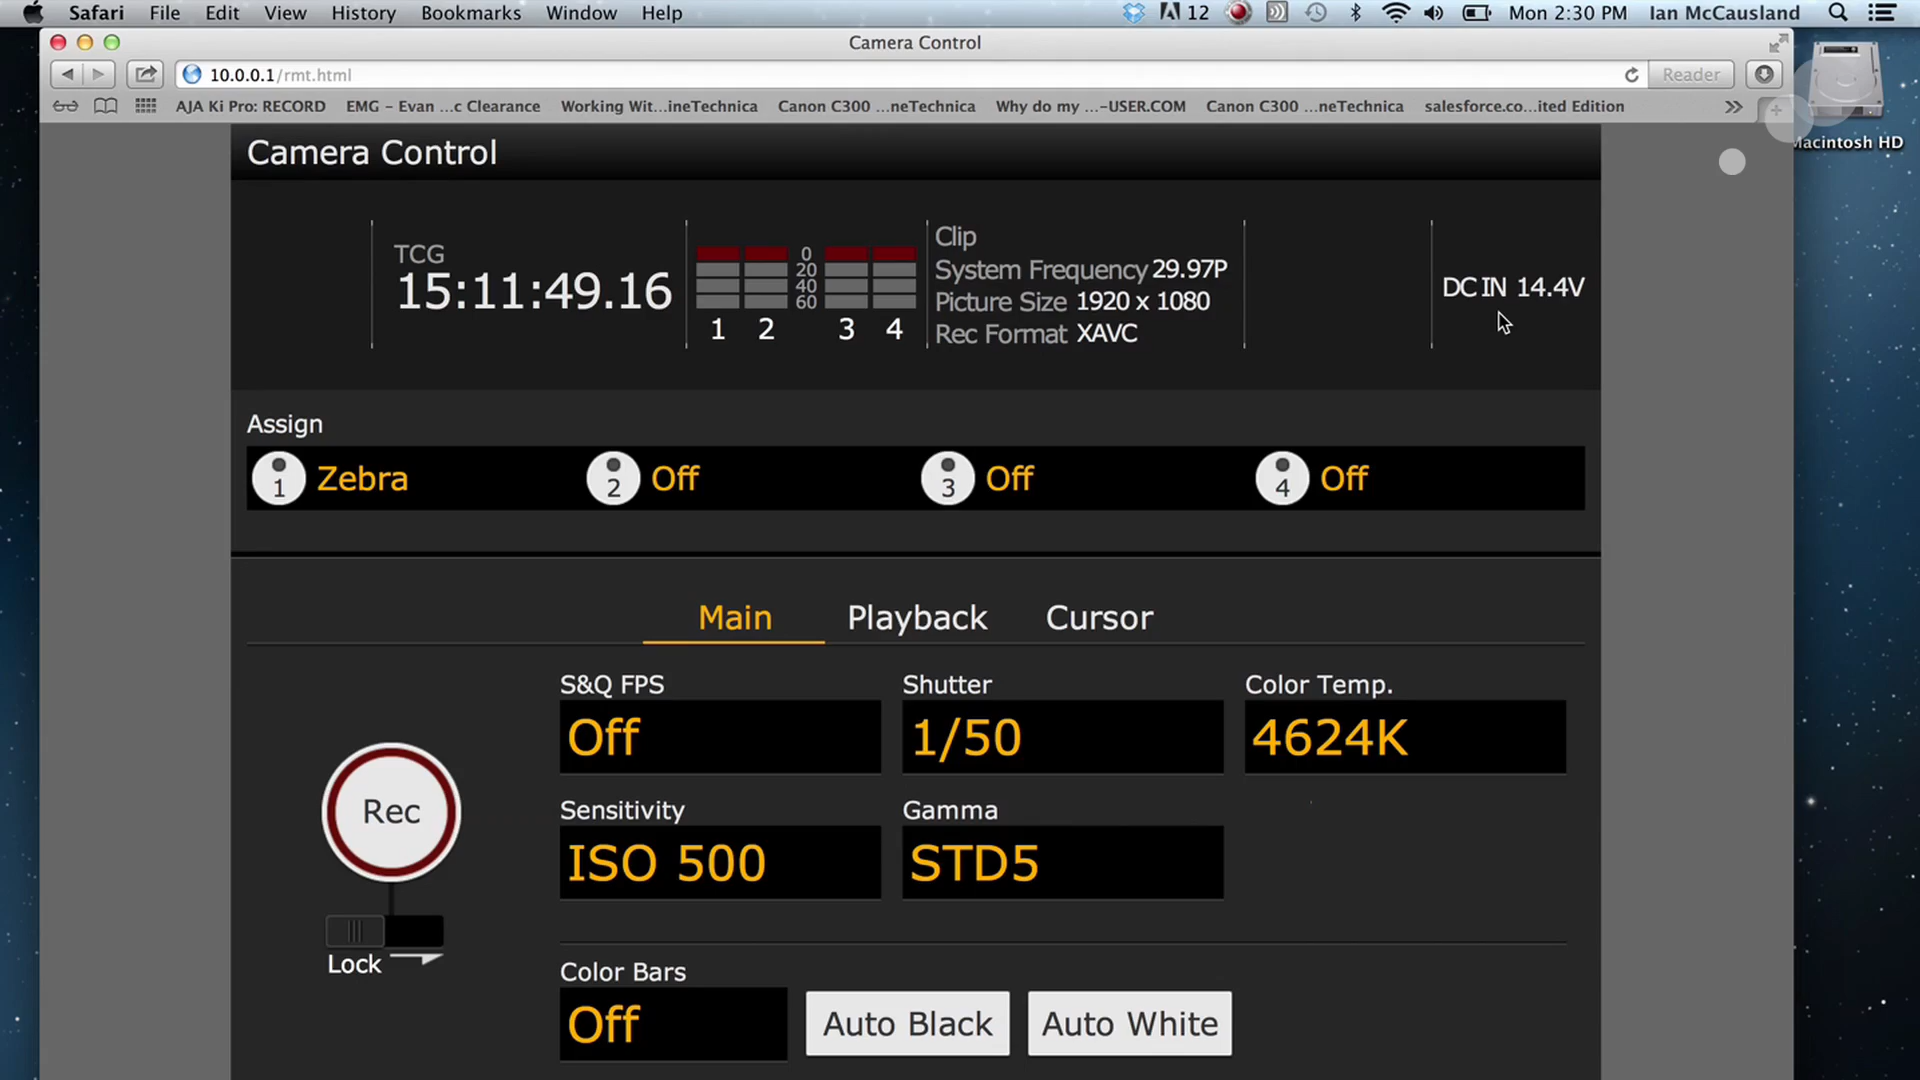 Safari File Edit View History Bookmarks Window Help 12 Mon 2:30 PM Ian McCausland
Camera Control
10.0.0.1/rmt.html Reader
AJA Ki Pro: RECORD EMG - Evan ...c Clearance Working Wit...ineTechnica Canon C300 ...neTechnica Why do my ...-USER.COM Canon C300 ...neTechnica salesforce.co...ited Edition
Macintosh HD
Camera Control
TCG
15:11:49.16
0
20
40
60
1 2 3 4
Clip
System Frequency 29.97P
Picture Size 1920 x 1080
Rec Format XAVC
DC IN 14.4V
Assign
1 Zebra 2 Off 3 Off 4 Off
Main Playback Cursor
S&Q FPS Shutter Color Temp.
Off 1/50 4624K
Rec
Sensitivity Gamma
ISO 500 STD5
Lock
Color Bars
Off Auto Black Auto White